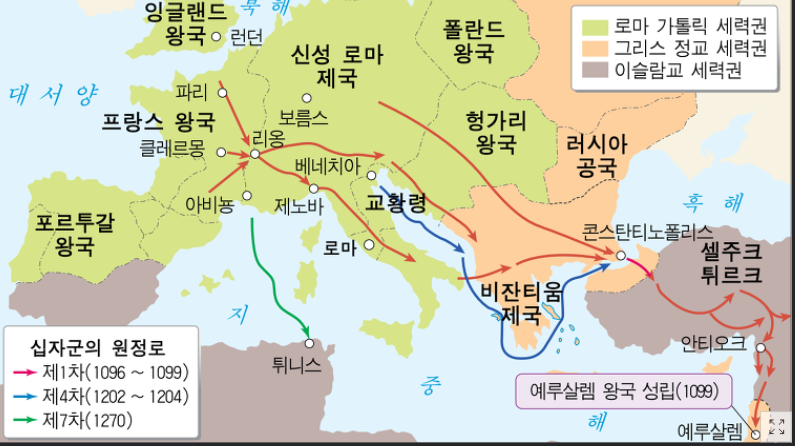 북 해
잉글랜드
왕국
런던
폴란드
왕국
신성 로마
제국
로마 가톨릭 세력권
그리스 정교 세력권
이슬람교 세력권
대 서 양
파리
보름스
프랑스 왕국
헝가리
왕국
러시아
공국
클레르몽
리옹
베네치아
아비뇽
제노바
교황령
흑 해
포르투갈
왕국
로마
콘스탄티노폴리스
셀주크
튀르크
비잔티움
제국
지
십자군의 원정로
제1차(1096 ~ 1099)
제4차(1202 ~ 1204)
제7차(1270)
튀니스
안티오크
중
예루살렘 왕국 성립(1099)
해
예루살렘